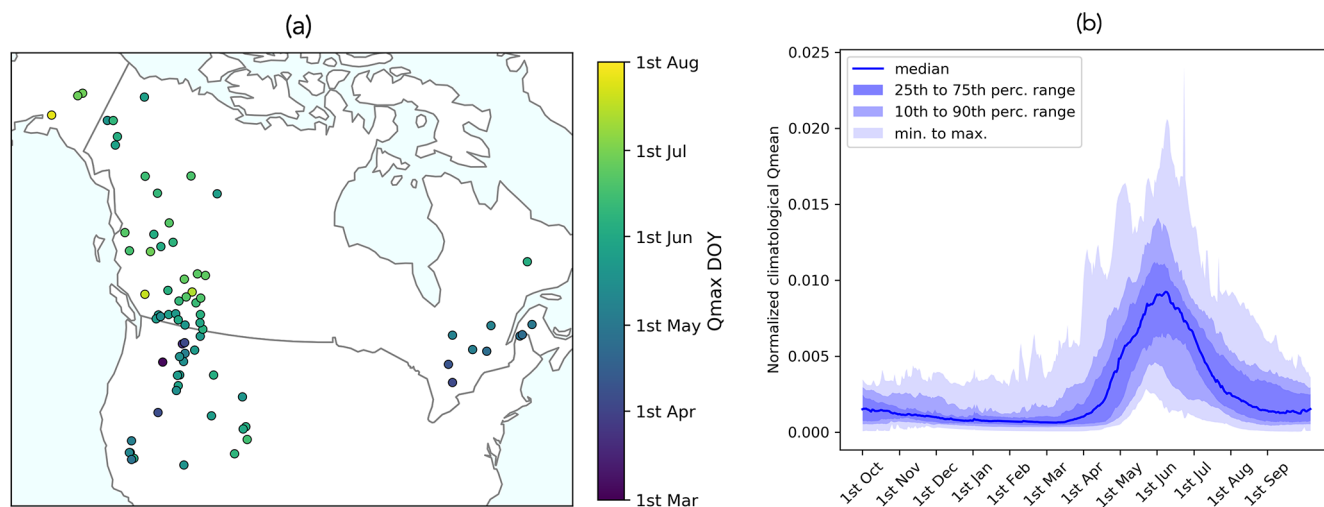 (a)
1st Aug
1st Jul
1st Jun
1st May
1st Apr
1st Mar
Qmax DOY
(b)
0.025
0.020
0.015
0.010
0.005
0.000
Normalized climatological Qmean
median
25th to 75th perc. range
10th to 90th perc. range
min. to max.
1st Oct
1st Nov
1st Dec
1st Jan
1st Feb
1st Mar
1st Apr
1st May
1st Jun
1st Jul
1st Aug
1st Sep